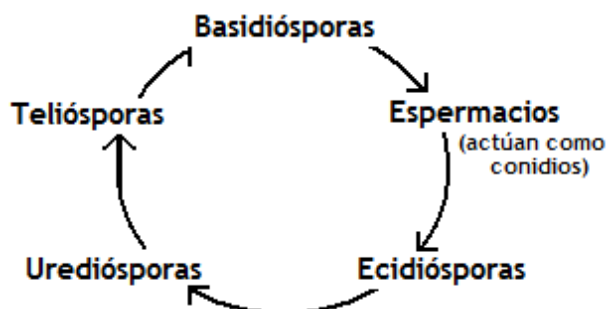 Basidiósporas
Teliósporas
Espermacios
(actúan como
conidios)
Urediósporas
Ecidiósporas